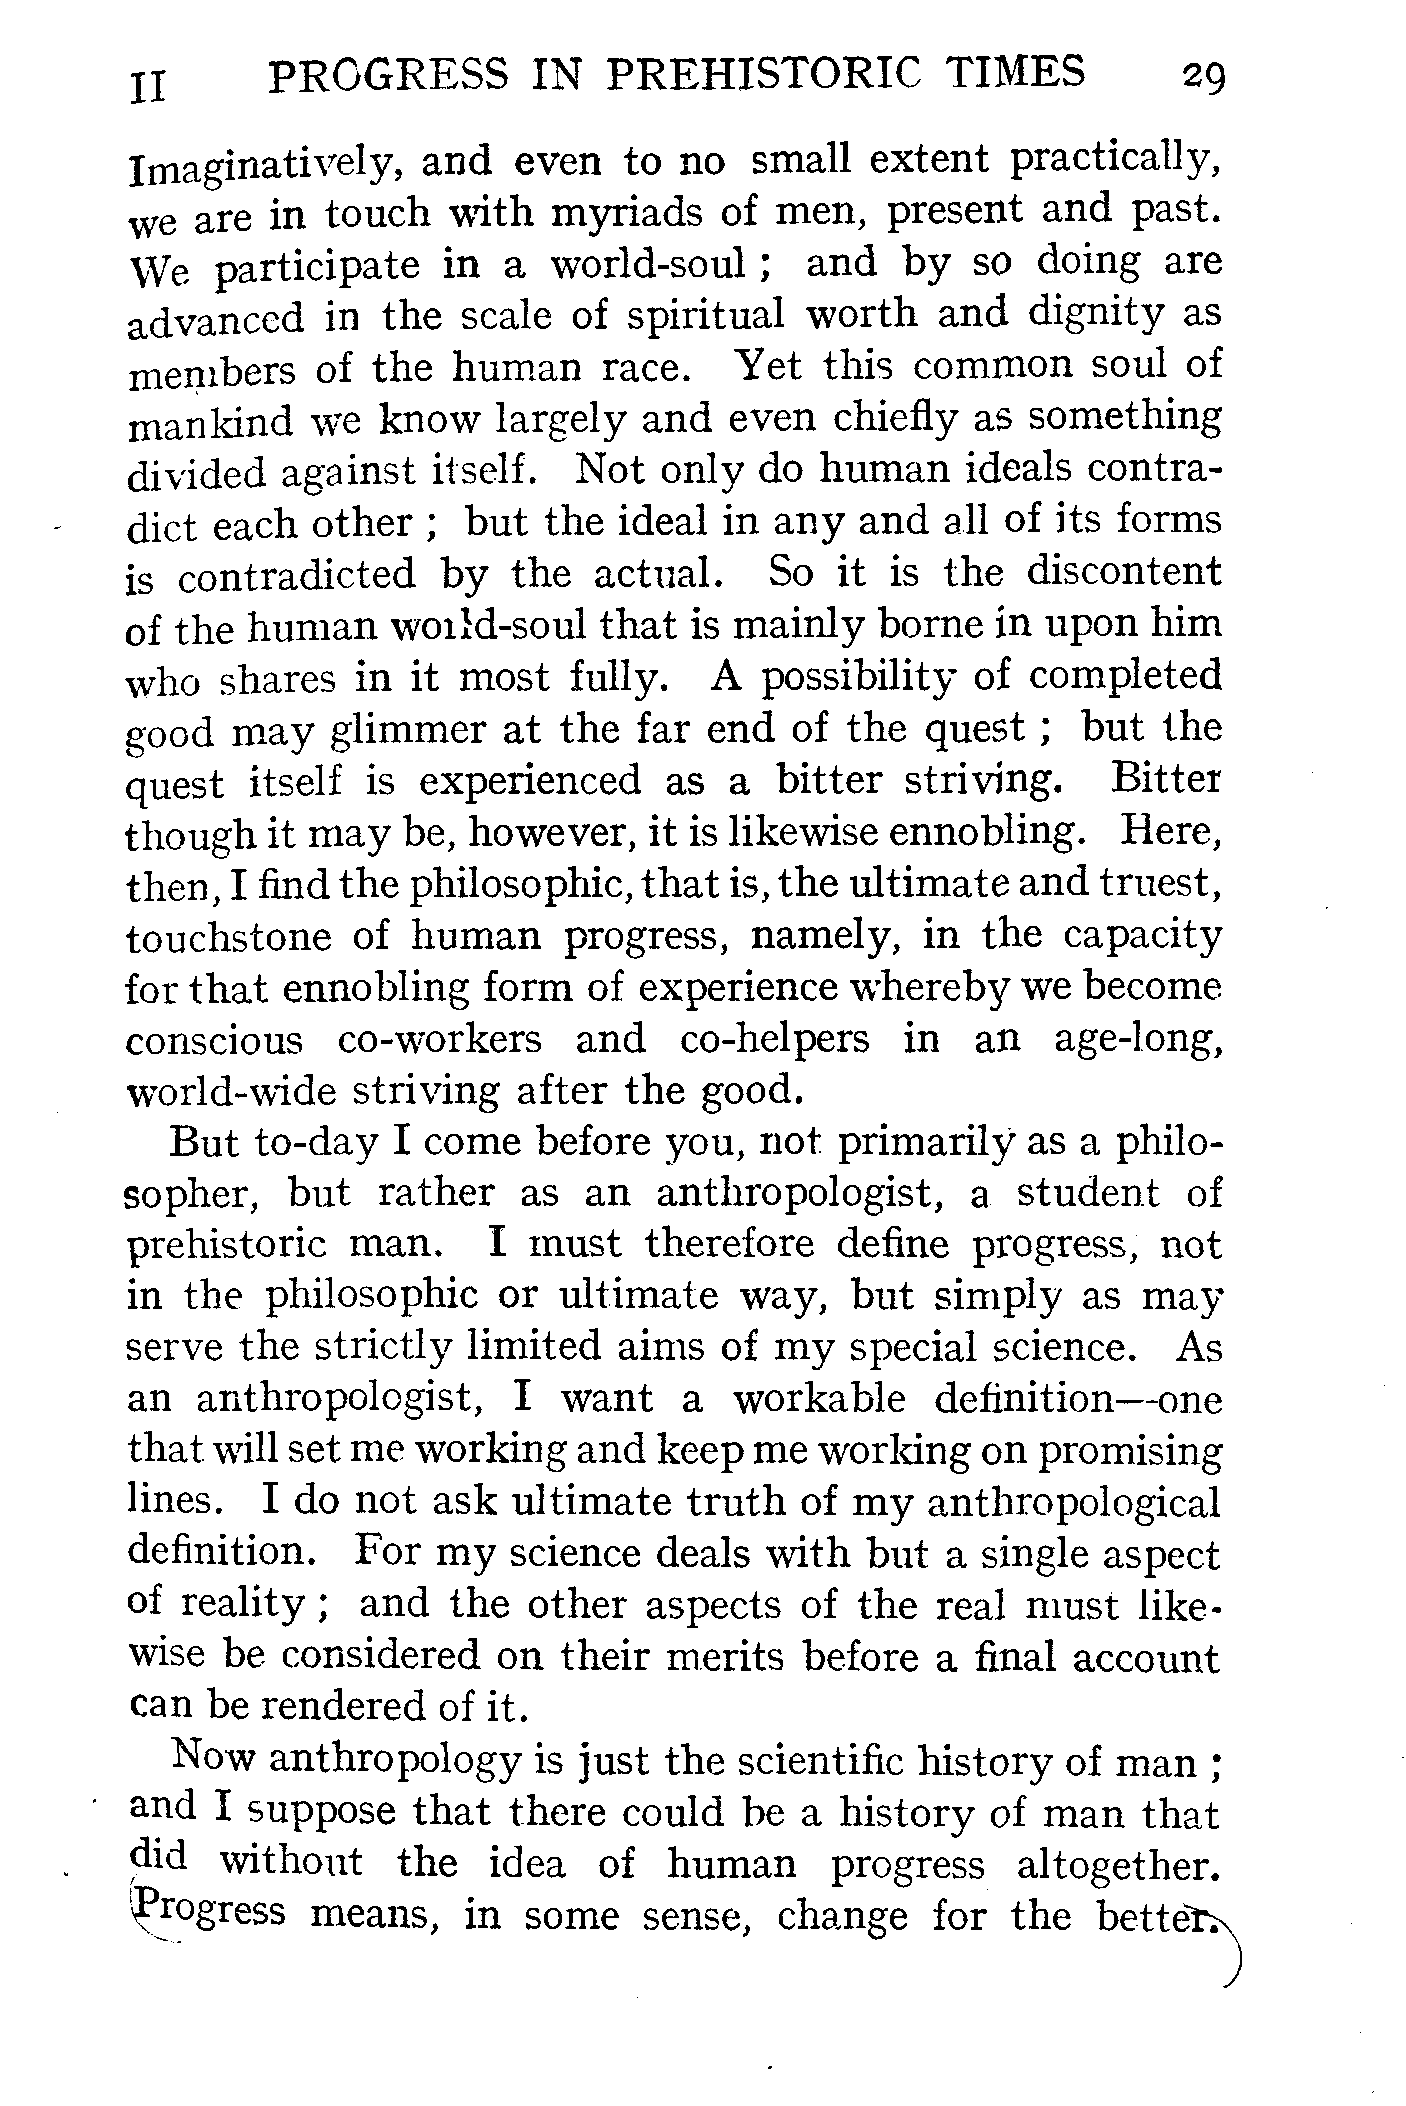 II PROGRESS IN PREHISTORIC TIMES 29
Imaginatively, and even to no small extent practically,
we are in touch with myriads of men, present and past.
We participate in a world-soul ; and by so doing are
advanced in the scale of spiritual worth and dignity as
members of the human race. Yet this common soul of
mankind we know largely and even chiefly as something
divided against itself. Not only do human ideals contra-
dict each other ; but the ideal in any and all of its forms
is contradicted by the actual. So it is the discontent
of the human world-soul that is mainly borne in upon him
who shares in it most fully. A possibility of completed
good may glimmer at the far end of the quest ; but the
quest itself is experienced as a bitter striving. Bitter
though it may be, however, it is likewise ennobling. Here,
then, I find the philosophic, that is, the ultimate and truest,
touchstone of human progress, namely, in the capacity
for that ennobling form of experience whereby we become
conscious co-workers and co-helpers in an age-long,
world-wide striving after the good.
But to-day I come before you, not primarily as a philo-
sopher, but rather as an anthropologist, a student of
prehistoric man. I must therefore define progress, not
in the philosophic or ultimate way, but simply as may
serve the strictly limited aims of my special science. As
an anthropologist, I want a workable definition—one
that will set me working and keep me working on promising
lines. I do not ask ultimate truth of my anthropological
definition. For my science deals with but a single aspect
of reality ; and the other aspects of the real must like-
wise be considered on their merits before a final account
can be rendered of it.
Now anthropology is just the scientific history of man ;
and I suppose that there could be a history of man that
did without the idea of human progress altogether.
Progress means, in some sense, change for the better.